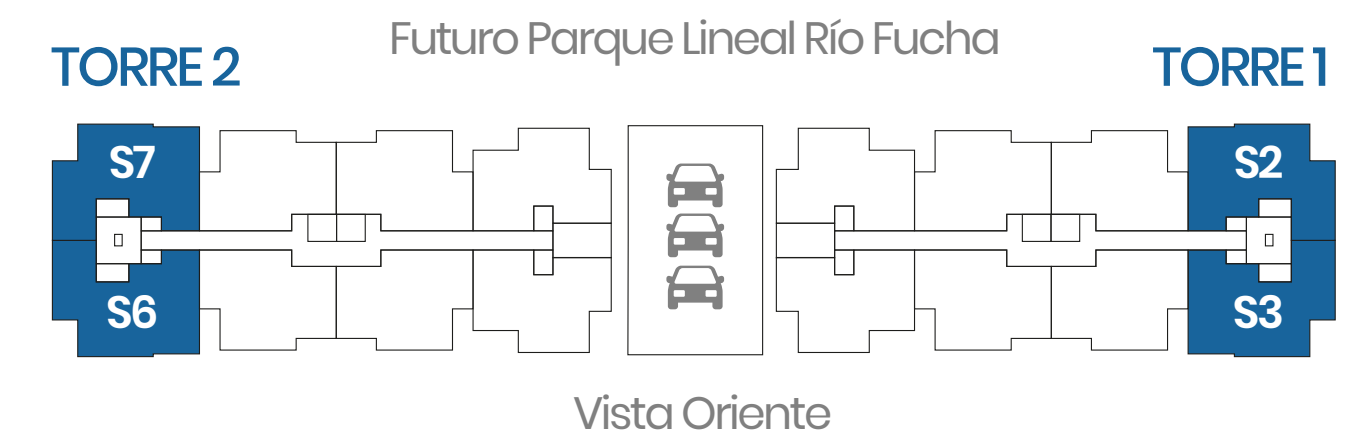 Futuro Parque Lineal Río Fucha
TORRE 2
TORRE 1
S7
S2
S6
S3
Vista Oriente